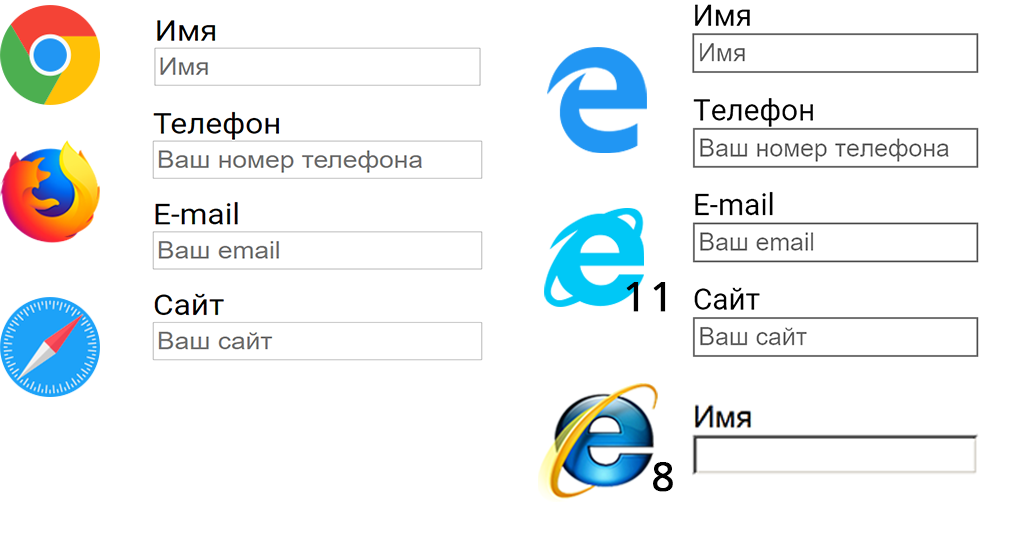 Имя
Имя
Телефон
Ваш номер телефона
E-mail
Ваш email
Сайт
Ваш сайт
Имя
Имя
Телефон
Ваш номер телефона
E-mail
Ваш email
11
Сайт
Ваш сайт
Имя
8